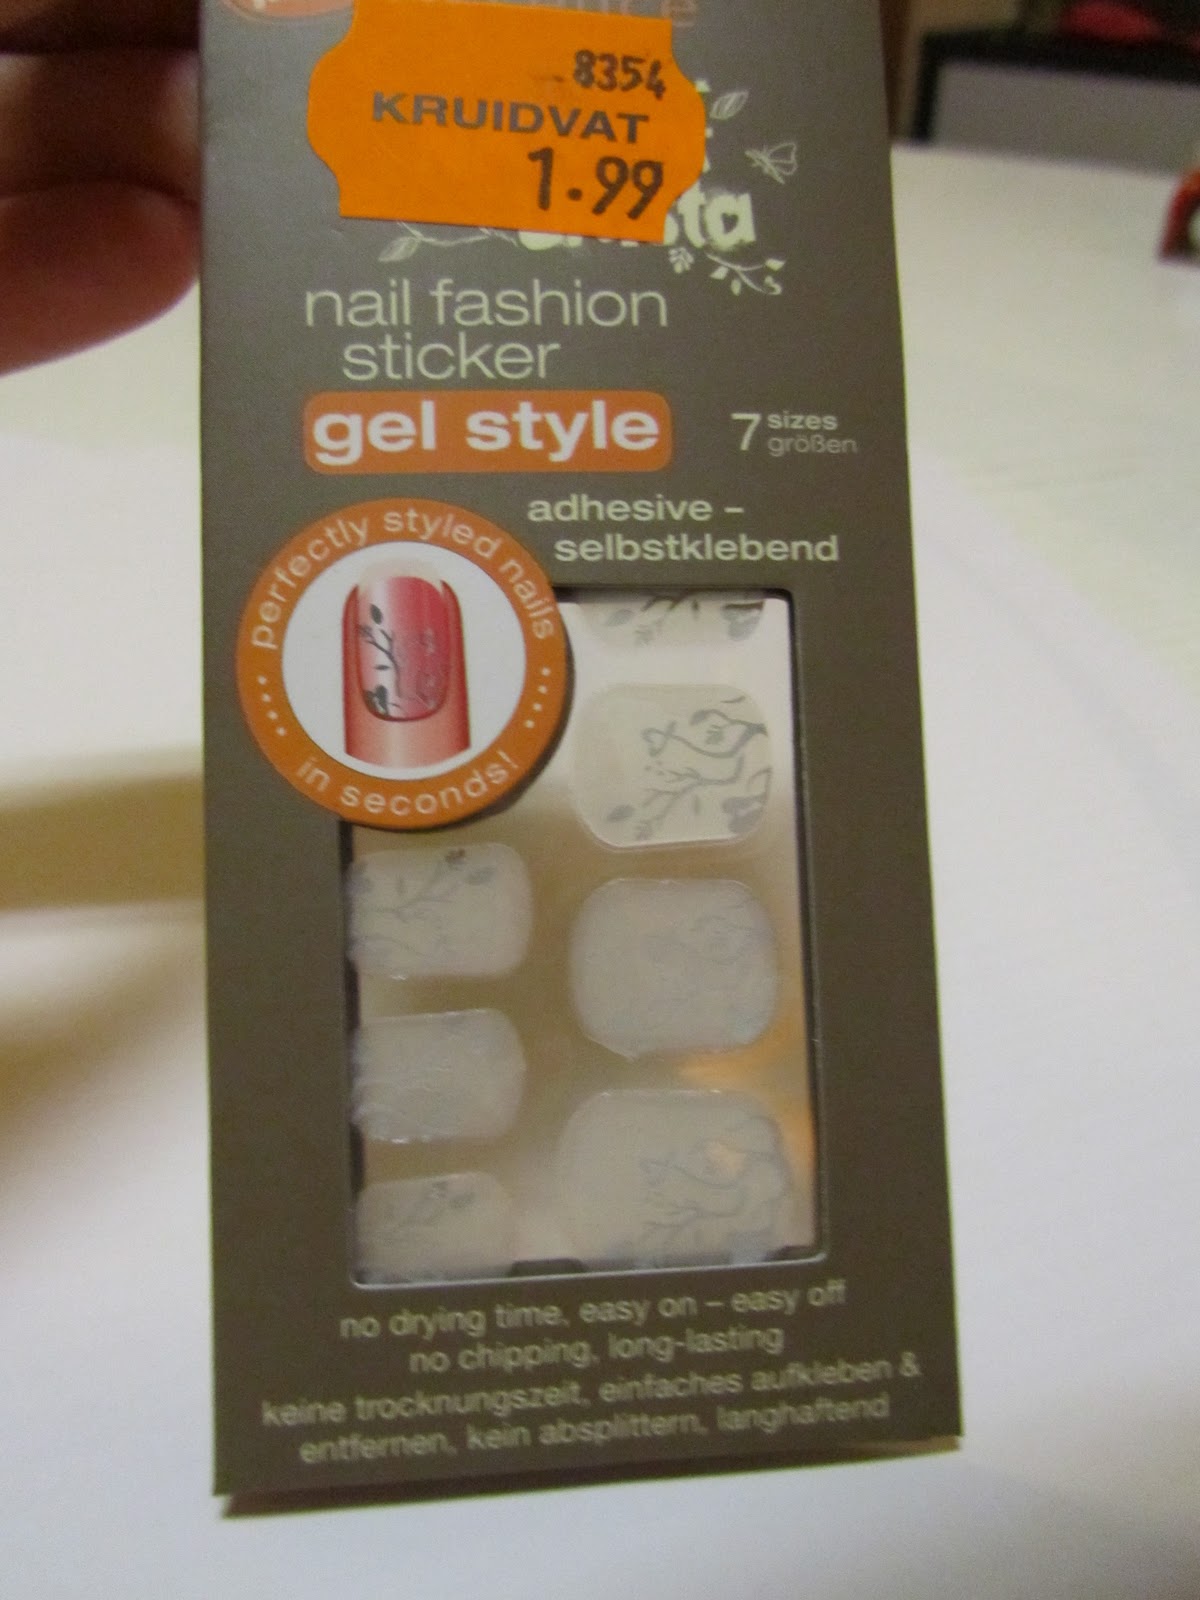 8354
KRUIDVAT
1.99
nail fashion
sticker
gel style
7 sizes
größen
adhesive –
selbstklebend
perfectly styled nails
in seconds!
no drying time, easy on – easy off
no chipping, long-lasting
keine trocknungszeit, einfaches aufkleben &
entfernen, kein absplittern, langhaftend